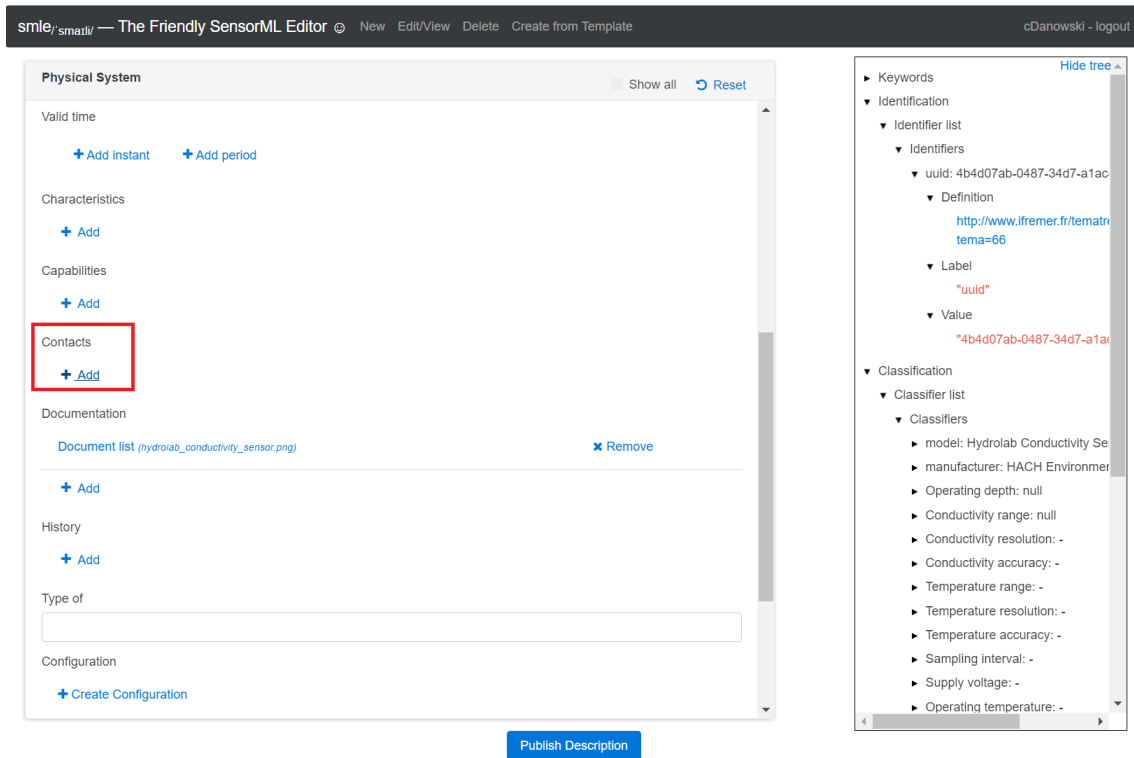 smle/ˈsmaɪli/ — The Friendly SensorML Editor ☺ New Edit/View Delete Create from Template cDanowski - logout
Physical System Show all Reset
Valid time
Add instant Add period
Characteristics
Add
Capabilities
Add
Contacts
Add
Documentation
Document list (hydrolab_conductivity_sensor.png) Remove
Add
History
Add
Type of
Configuration
Create Configuration
Publish Description
Hide tree
Keywords
Identification
Identifier list
Identifiers
uuid: 4b4d07ab-0487-34d7-a1ac
Definition
http://www.ifremer.fr/tematre
tema=66
Label
"uuid"
Value
"4b4d07ab-0487-34d7-a1ac
Classification
Classifier list
Classifiers
model: Hydrolab Conductivity Se
manufacturer: HACH Environmer
Operating depth: null
Conductivity range: null
Conductivity resolution: -
Conductivity accuracy: -
Temperature range: -
Temperature resolution: -
Temperature accuracy: -
Sampling interval: -
Supply voltage: -
Operating temperature: -